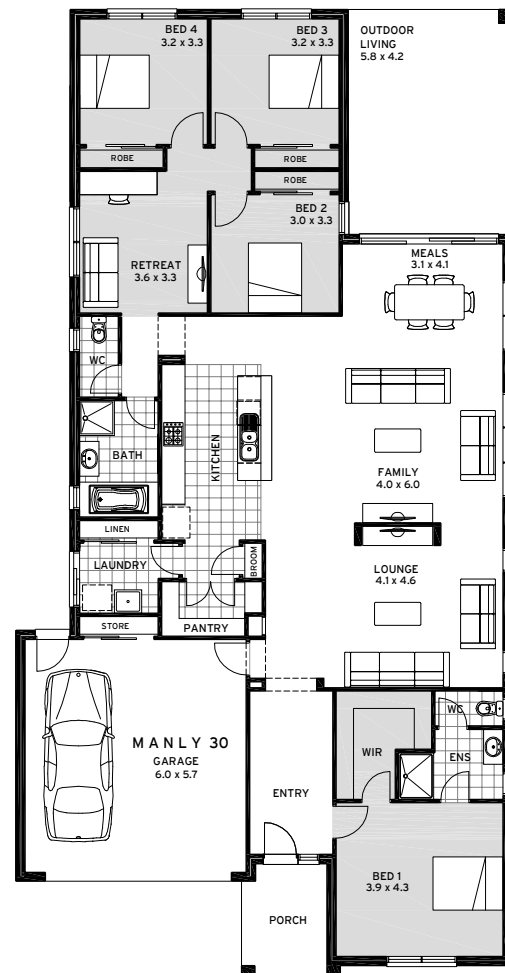 BED 4
3.2 x 3.3
BED 3
3.2 x 3.3
OUTDOOR
LIVING
5.8 x 4.2
ROBE
ROBE
ROBE
BED 2
3.0 x 3.3
RETREAT
3.6 x 3.3
MEALS
3.1 x 4.1
WC
BATH
KITCHEN
FAMILY
4.0 x 6.0
LINEN
LAUNDRY
BROOM
LOUNGE
4.1 x 4.6
STORE
PANTRY
MANLY 30
GARAGE
6.0 x 5.7
WC
WIR
ENS
ENTRY
BED 1
3.9 x 4.3
PORCH